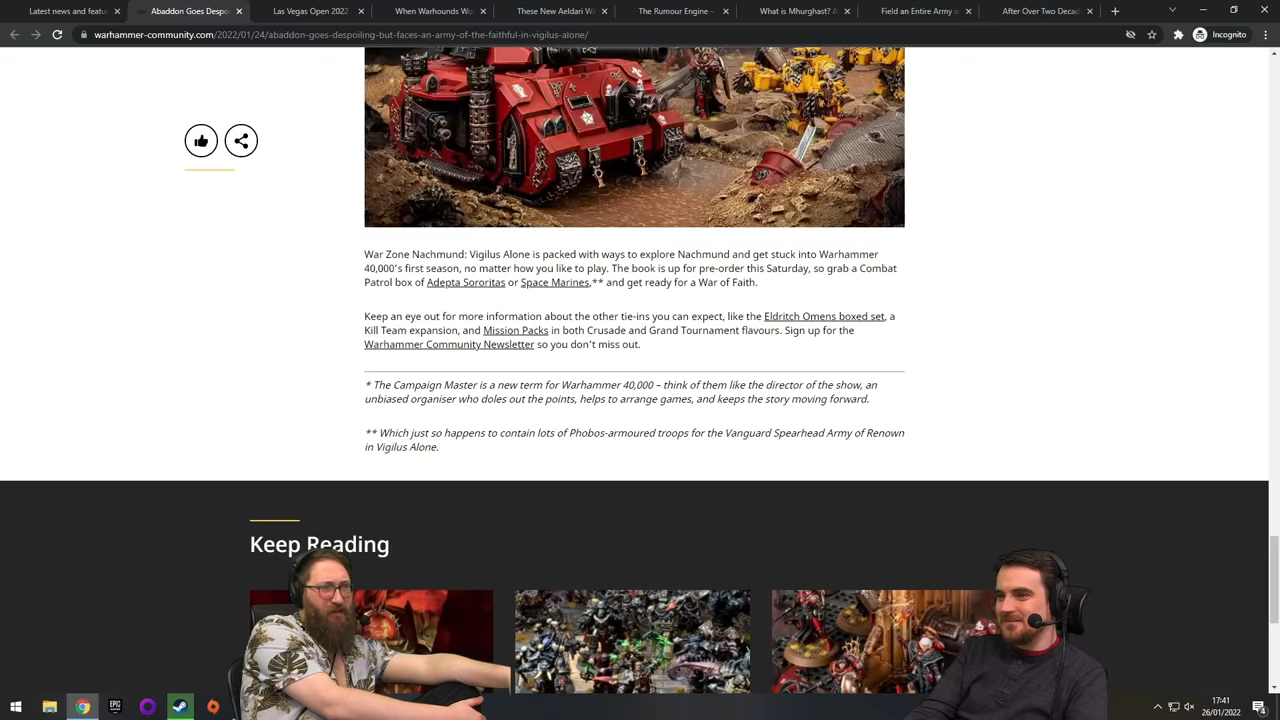 Latest news and featu
Abaddon Goes Despo
Las Vegas Open 2022
When Warhounds Wo
These New Aeldari W
The Rumour Engine –
What is Mhurghast? A
Field an Entire Army o
After Over Two Decad
warhammer-community.com/2022/01/24/abaddon-goes-despoiling-but-faces-an-army-of-the-faithful-in-vigilus-alone/
Incognito
War Zone Nachmund: Vigilus Alone is packed with ways to explore Nachmund and get stuck into Warhammer
40,000's first season, no matter how you like to play. The book is up for pre-order this Saturday, so grab a Combat
Patrol box of Adepta Sororitas or Space Marines,** and get ready for a War of Faith.
Keep an eye out for more information about the other tie-ins you can expect, like the Eldritch Omens boxed set, a
Kill Team expansion, and Mission Packs in both Crusade and Grand Tournament flavours. Sign up for the
Warhammer Community Newsletter so you don't miss out.
* The Campaign Master is a new term for Warhammer 40,000 – think of them like the director of the show, an
unbiased organiser who doles out the points, helps to arrange games, and keeps the story moving forward.
** Which just so happens to contain lots of Phobos-armoured troops for the Vanguard Spearhead Army of Renown
in Vigilus Alone.
Keep Reading
EPIC
17:41
26/01/2022
4